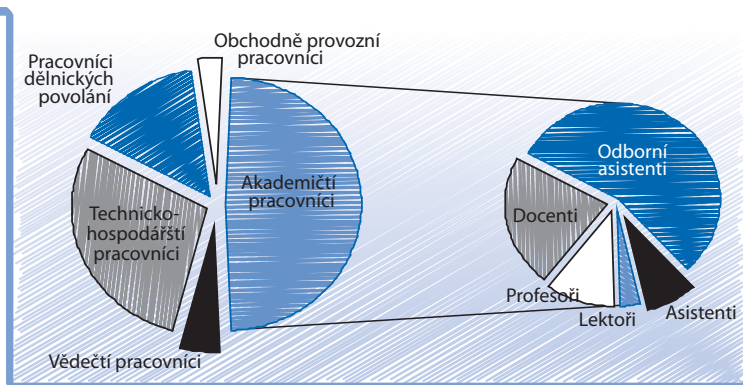 Obchodně provozní
pracovníci
Pracovníci
dělnických
povolání
Akademičtí
pracovníci
Technicko-
hospodářští
pracovníci
Vědečtí pracovníci
Odborní
asistenti
Docenti
Profesoři
Lektoři
Asistenti